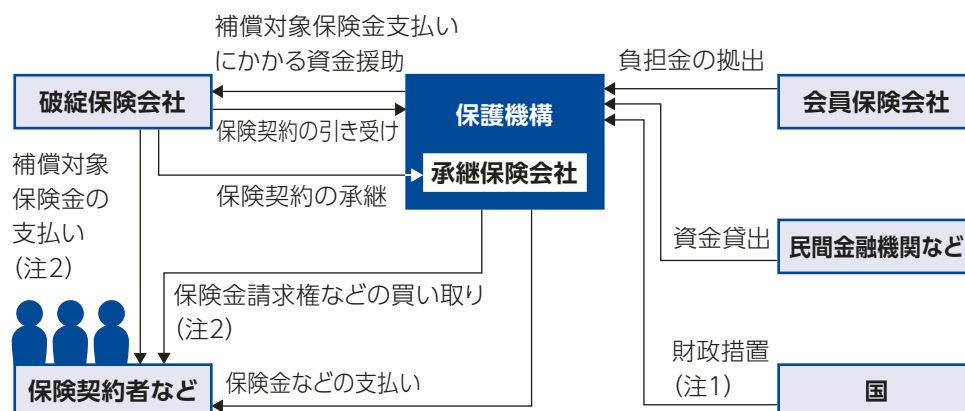 補償対象保険金支払い
にかかる資金援助
負担金の拠出
破綻保険会社
保護機構
会員保険会社
保険契約の引き受け
承継保険会社
補償対象
保険金の
支払い
(注2)
保険契約の承継
資金貸出
民間金融機関など
保険金請求権などの買い取り
(注2)
財政措置
(注1)
保険契約者など
保険金などの支払い
国